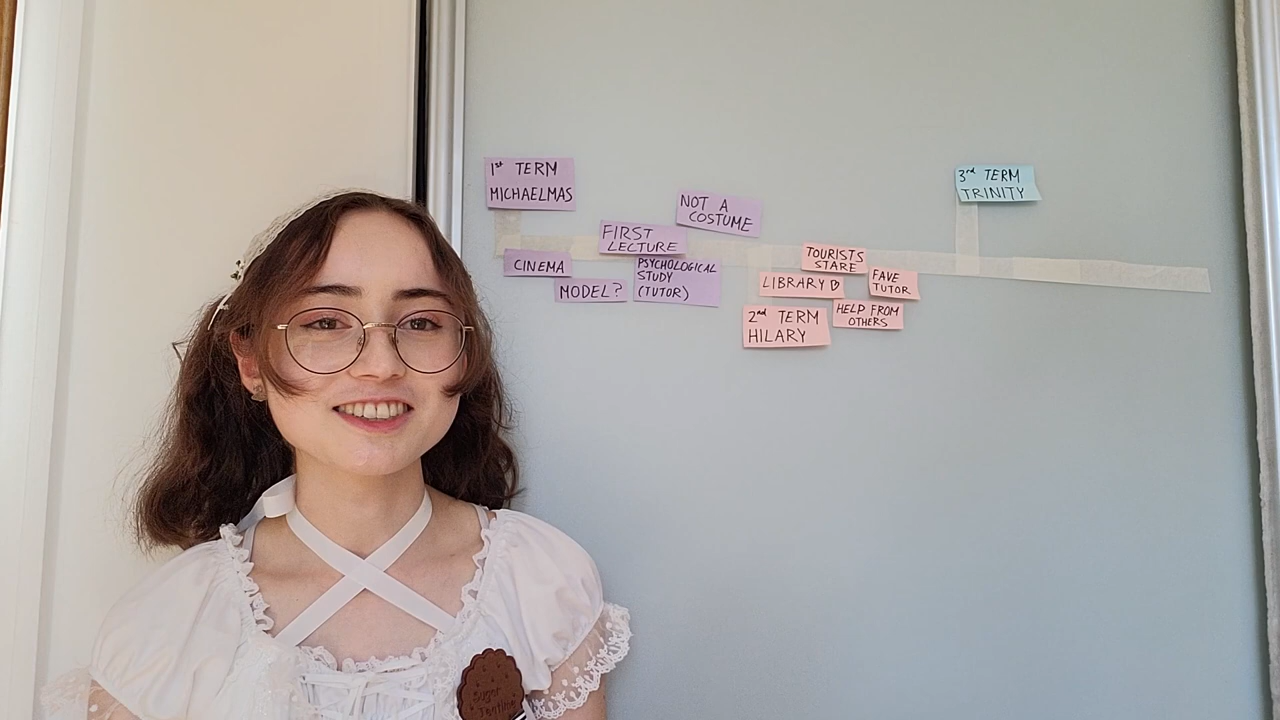 1st TERM
MICHAELMAS
CINEMA
MODEL?
FIRST
LECTURE
PSYCHOLOGICAL
STUDY
(TUTOR)
NOT A
COSTUME
2nd TERM
HILARY
LIBRARY ♡
TOURISTS
STARE
FAVE
TUTOR
HELP FROM
OTHERS
3rd TERM
TRINITY
Sugar